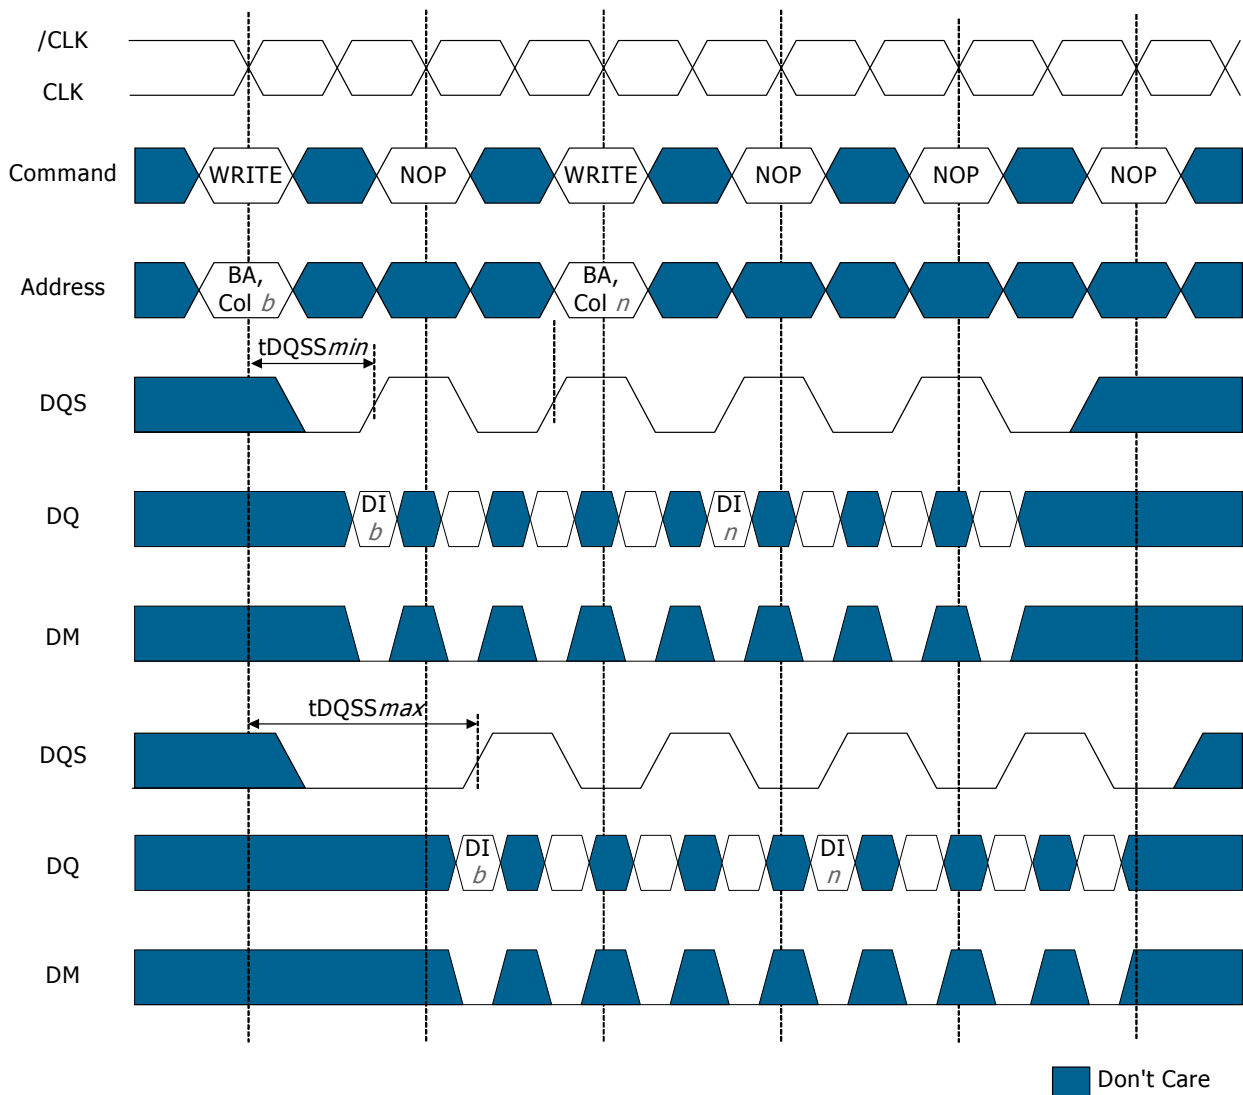 /CLK
CLK
Command
WRITE
NOP
WRITE
NOP
NOP
NOP
Address
BA,
Col b
BA,
Col n
tDQSSmin
DQS
DQ
DI
b
DI
n
DM
tDQSSmax
DQS
DQ
DI
b
DI
n
DM
Don't Care